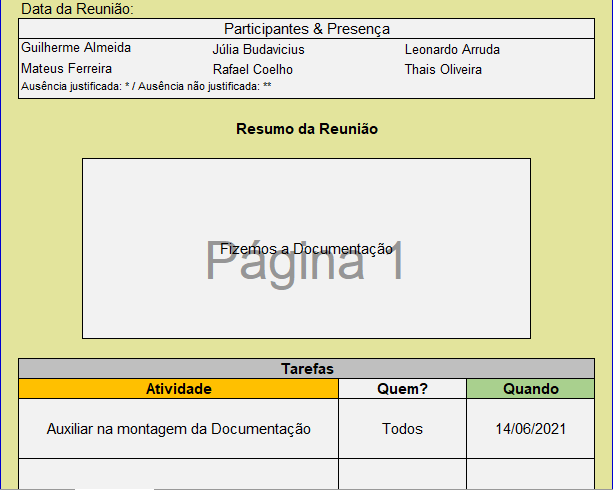 Data da Reunião:
Participantes & Presença
Guilherme Almeida Júlia Budavicius Leonardo Arruda
Mateus Ferreira Rafael Coelho Thais Oliveira
Ausência justificada: * / Ausência não justificada: **
Resumo da Reunião
Fizemos a Documentação
Página 1
Tarefas
Atividade Quem? Quando
Auxiliar na montagem da Documentação Todos 14/06/2021